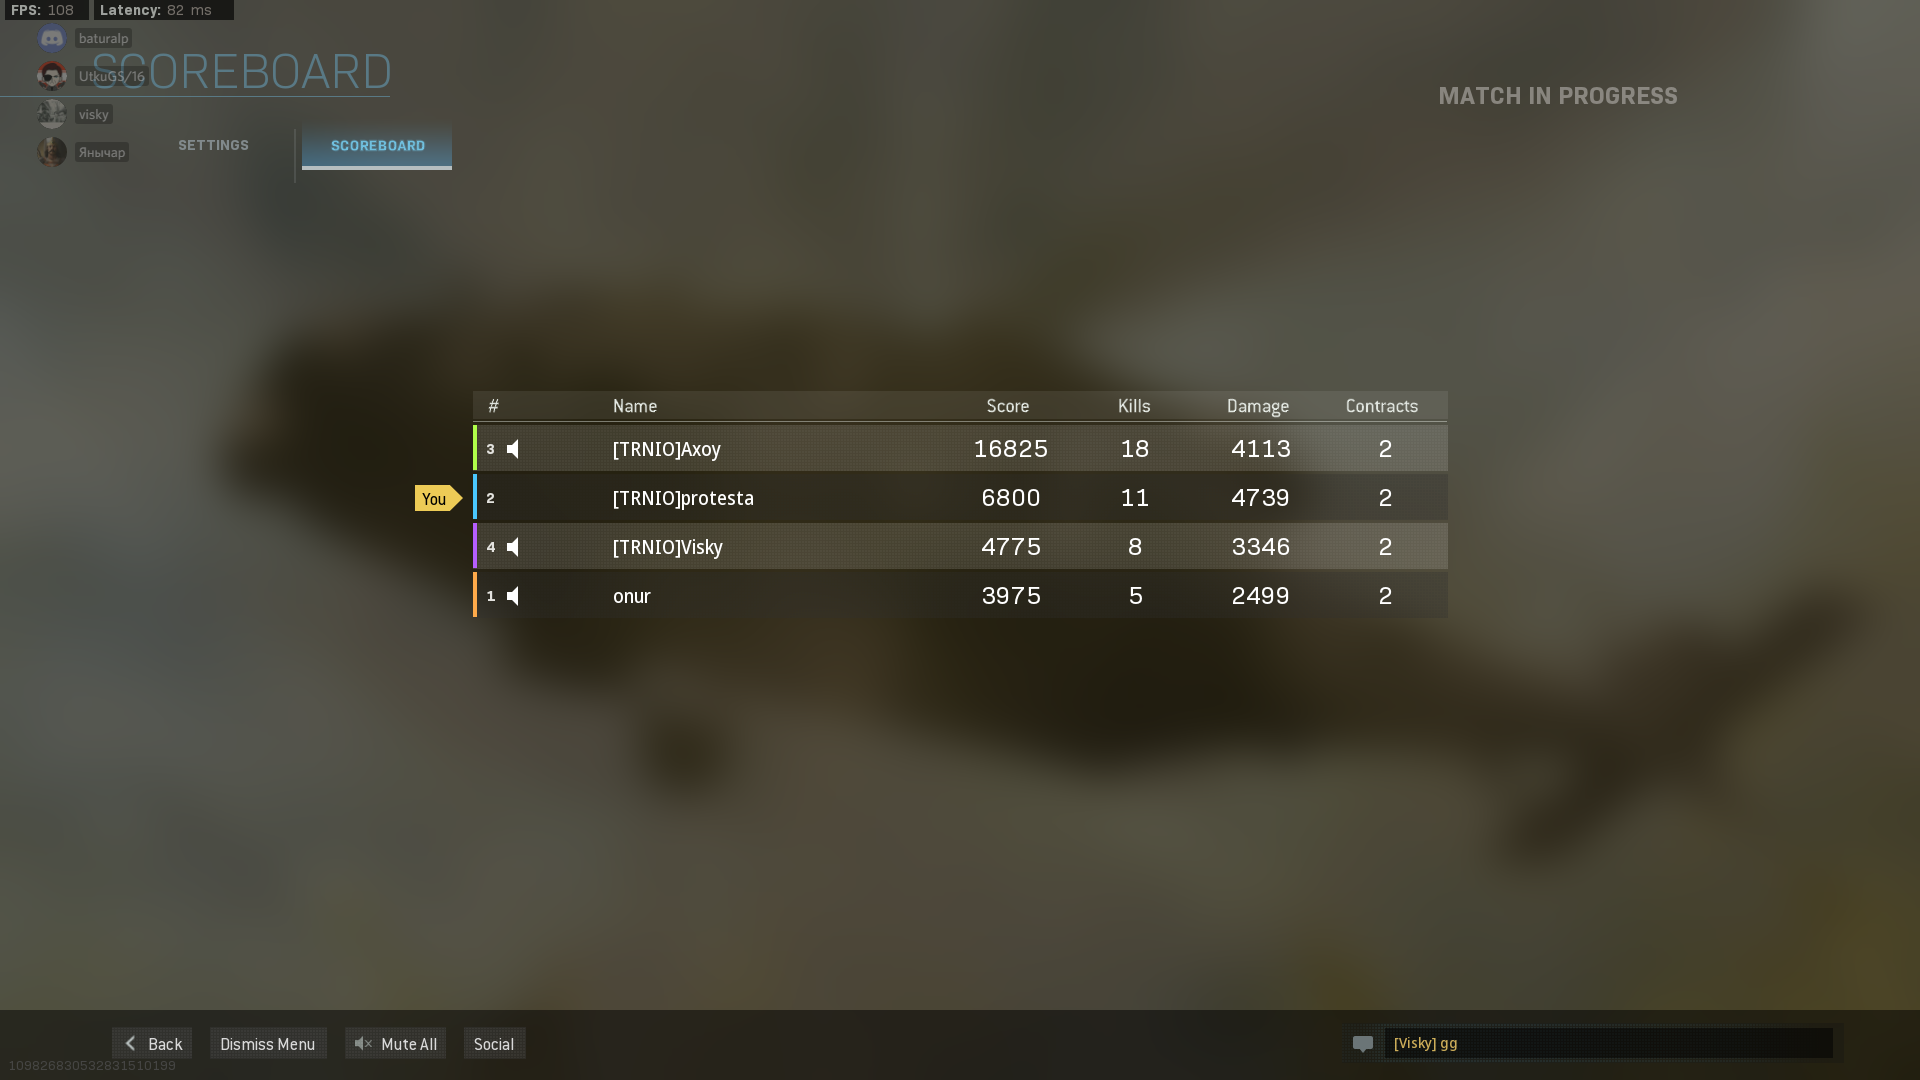 FPS: 108 Latency: 82 ms
baturalp
SCOREBOARD
UtkuGS/16
MATCH IN PROGRESS
visky
SETTINGS
SCOREBOARD
Янычар
# Name Score Kills Damage Contracts
3 [TRNIO]Axoy 16825 18 4113 2
You 2 [TRNIO]protesta 6800 11 4739 2
4 [TRNIO]Visky 4775 8 3346 2
1 onur 3975 5 2499 2
Back Dismiss Menu Mute All Social [Visky] gg
109826830532831510199